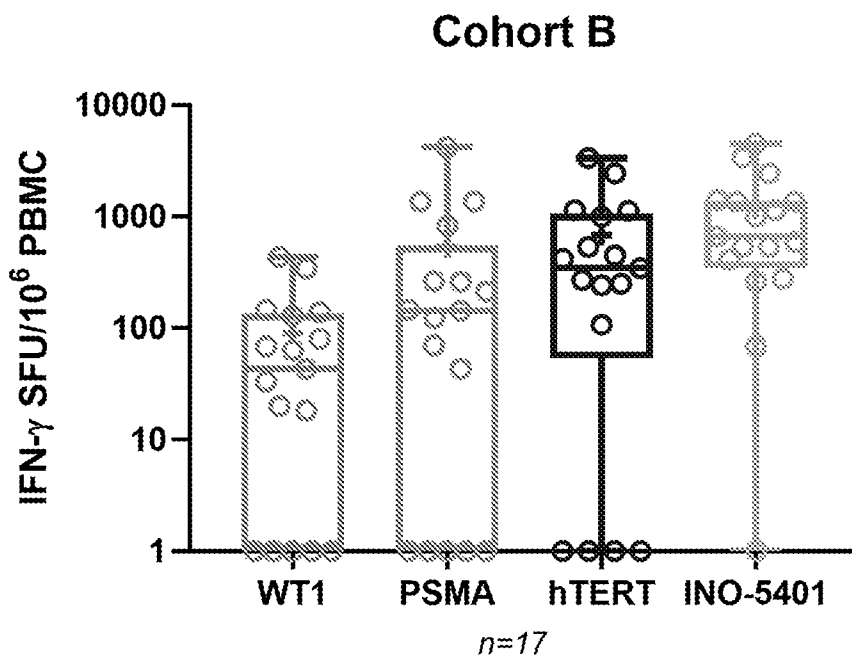 Cohort B
IFN-γ SFU/10⁶ PBMC
10000
1000
100
10
1
WT1 PSMA hTERT INO-5401
n=17